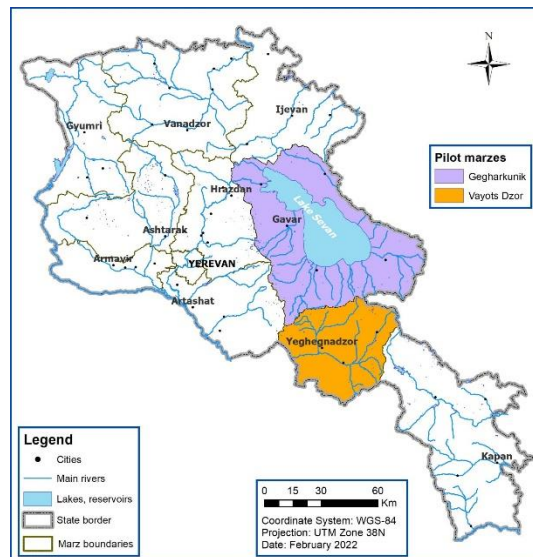 N
Ijevan
Gyumri
Vanadzor
Pilot marzes
Gegharkunik
Vayots Dzor
Hrazdan
Lake Sevan
Gavar
Ashtarak
Armavir
YEREVAN
Artashat
Yegheqnadzor
Kapan
Legend
Cities
Main rivers
Lakes, reservoirs
State border
Marz boundaries
0 15 30 60
Km
Coordinate System: WGS-84
Projection: UTM Zone 38N
Date: February 2022